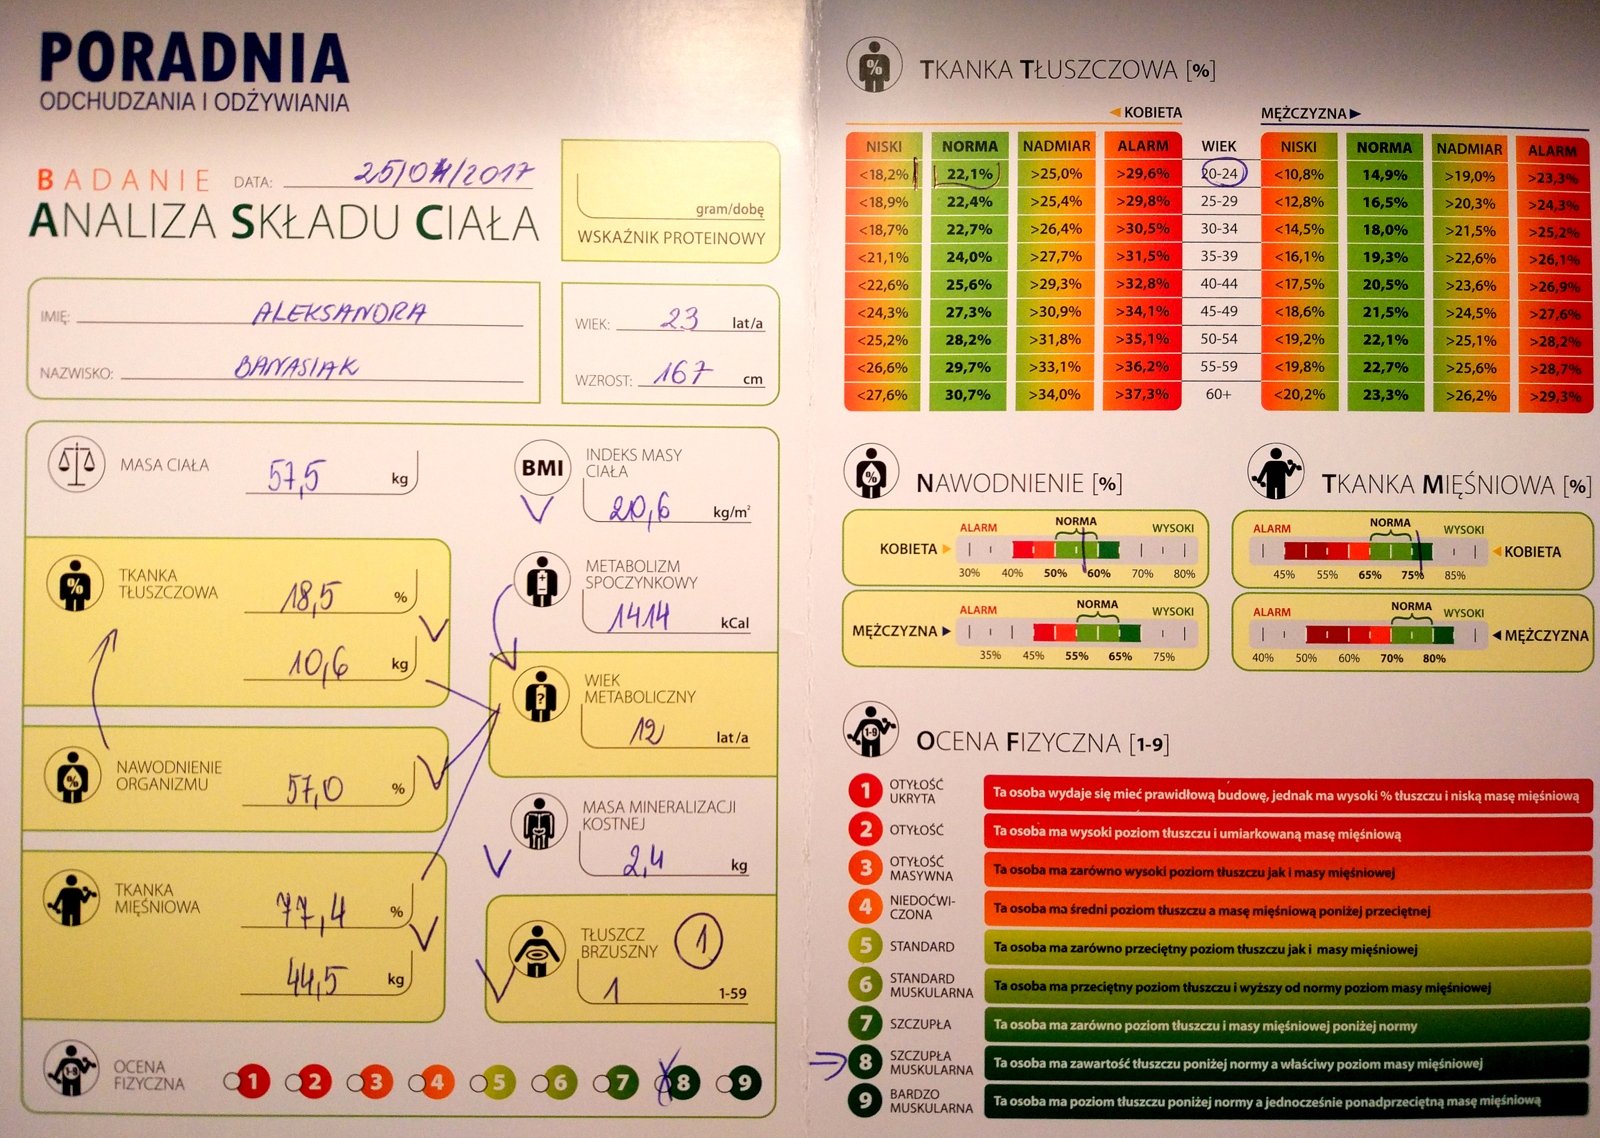 PORADNIA
ODCHUDZANIA I ODŻYWIANIA
BADANIE DATA: 25/04/2017
ANALIZA SKŁADU CIAŁA
gram/dobę
WSKAŹNIK PROTEINOWY
IMIĘ: ALEKSANDRA
NAZWISKO: BANASIAK
WIEK: 23 lat/a
WZROST: 167 cm
MASA CIAŁA 57,5 kg
BMI INDEKS MASY
CIAŁA
20,6 kg/m²
TKANKA
TŁUSZCZOWA 18,5 %
10,6 kg
METABOLIZM
SPOCZYNKOWY
1414 kCal
WIEK
METABOLICZNY
12 lat/a
NAWODNIENIE
ORGANIZMU 57,0 %
MASA MINERALIZACJI
KOSTNEJ
2,4 kg
TKANKA
MIĘŚNIOWA 77,4 %
44,5 kg
TŁUSZCZ
BRZUSZNY 1
1 1-59
OCENA
FIZYCZNA 1 2 3 4 5 6 7 8 9
TKANKA TŁUSZCZOWA [%]
KOBIETA MĘŻCZYZNA
NISKI NORMA NADMIAR ALARM WIEK NISKI NORMA NADMIAR ALARM
<18,2% 22,1% >25,0% >29,6% 20-24 <10,8% 14,9% >19,0% >23,3%
<18,9% 22,4% >25,4% >29,8% 25-29 <12,8% 16,5% >20,3% >24,3%
<18,7% 22,7% >26,4% >30,5% 30-34 <14,5% 18,0% >21,5% >25,2%
<21,1% 24,0% >27,7% >31,5% 35-39 <16,1% 19,3% >22,6% >26,1%
<22,6% 25,6% >29,3% >32,8% 40-44 <17,5% 20,5% >23,6% >26,9%
<24,3% 27,3% >30,9% >34,1% 45-49 <18,6% 21,5% >24,5% >27,6%
<25,2% 28,2% >31,8% >35,1% 50-54 <19,2% 22,1% >25,1% >28,2%
<26,6% 29,7% >33,1% >36,2% 55-59 <19,8% 22,7% >25,6% >28,7%
<27,6% 30,7% >34,0% >37,3% 60+ <20,2% 23,3% >26,2% >29,3%
NAWODNIENIE [%]
ALARM NORMA WYSOKI
KOBIETA
30% 40% 50% 60% 70% 80%
ALARM NORMA WYSOKI
MĘŻCZYZNA
35% 45% 55% 65% 75%
TKANKA MIĘŚNIOWA [%]
ALARM NORMA WYSOKI
KOBIETA
45% 55% 65% 75% 85%
ALARM NORMA WYSOKI
MĘŻCZYZNA
40% 50% 60% 70% 80%
OCENA FIZYCZNA [1-9]
1 OTYŁOŚĆ
UKRYTA Ta osoba wydaje się mieć prawidłową budowę, jednak ma wysoki % tłuszczu i niską masę mięśniową
2 OTYŁOŚĆ Ta osoba ma wysoki poziom tłuszczu i umiarkowaną masę mięśniową
3 OTYŁOŚĆ
MASYWNA Ta osoba ma zarówno wysoki poziom tłuszczu jak i masy mięśniowej
4 NIEDOĆWI-
CZONA Ta osoba ma średni poziom tłuszczu a masę mięśniową poniżej przeciętnej
5 STANDARD Ta osoba ma zarówno przeciętny poziom tłuszczu jak i masy mięśniowej
6 STANDARD
MUSKULARNA Ta osoba ma przeciętny poziom tłuszczu i wyższy od normy poziom masy mięśniowej
7 SZCZUPŁA Ta osoba ma zarówno poziom tłuszczu i masy mięśniowej poniżej normy
8 SZCZUPŁA
MUSKULARNA Ta osoba ma zawartość tłuszczu poniżej normy a właściwy poziom masy mięśniowej
9 BARDZO
MUSKULARNA Ta osoba ma poziom tłuszczu poniżej normy a jednocześnie ponadprzeciętną masę mięśniową